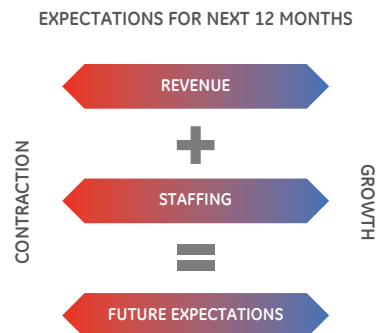 EXPECTATIONS FOR NEXT 12 MONTHS
REVENUE
+
CONTRACTION
STAFFING
GROWTH
=
FUTURE EXPECTATIONS